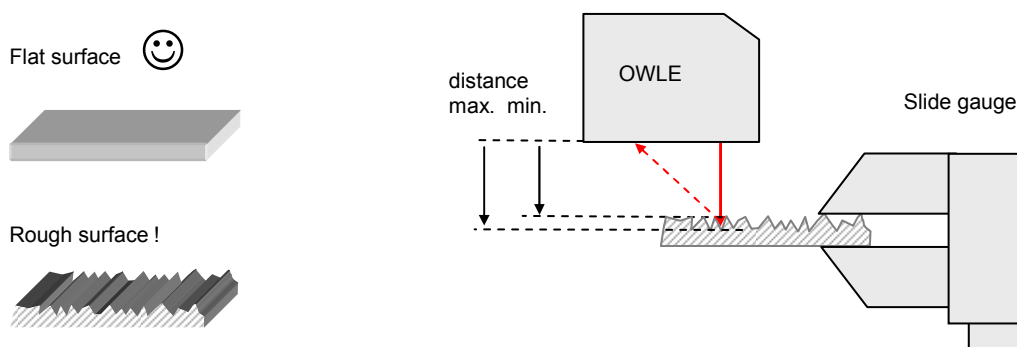 Flat surface
Rough surface !
distance
max. min.
OWLE
Slide gauge